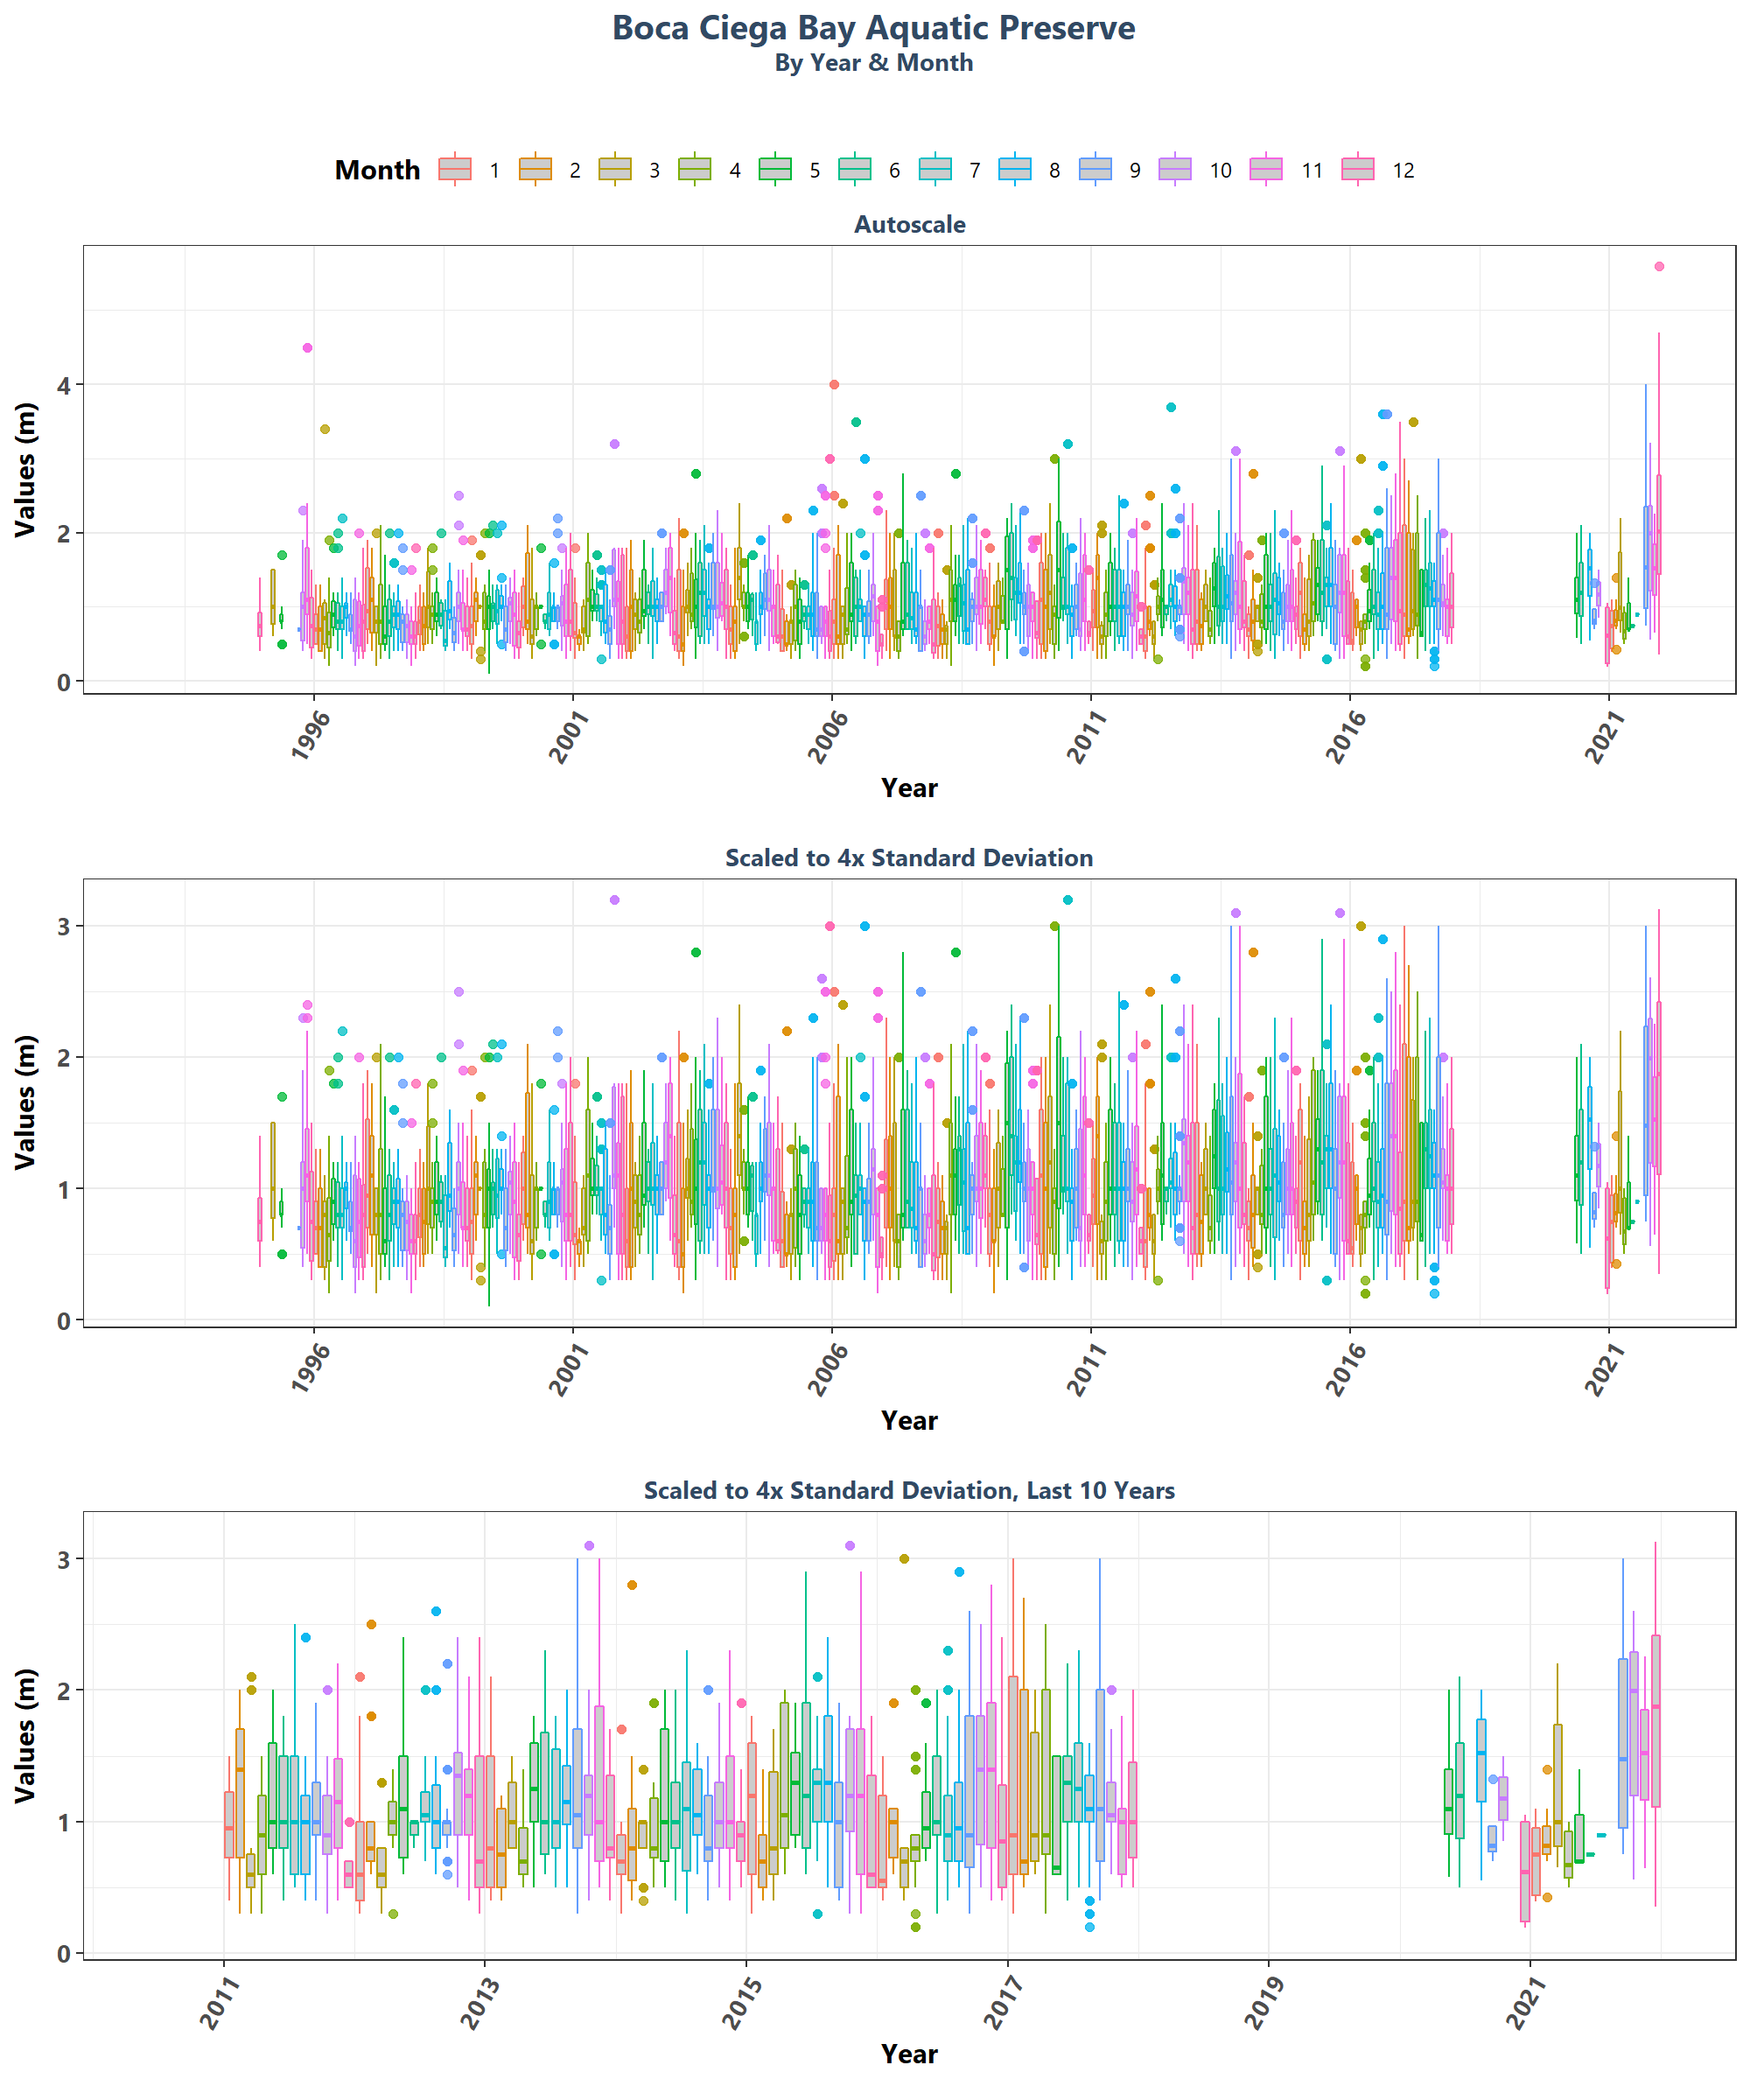 Boca Ciega Bay Aquatic Preserve
By Year & Month
Month 1 2 3 4 5 6 7 8 9 10 11 12
Autoscale
Values (m)
4
2
0
1996 2001 2006 2011 2016 2021
Year
Scaled to 4x Standard Deviation
Values (m)
3
2
1
0
1996 2001 2006 2011 2016 2021
Year
Scaled to 4x Standard Deviation, Last 10 Years
Values (m)
3
2
1
0
2011 2013 2015 2017 2019 2021
Year